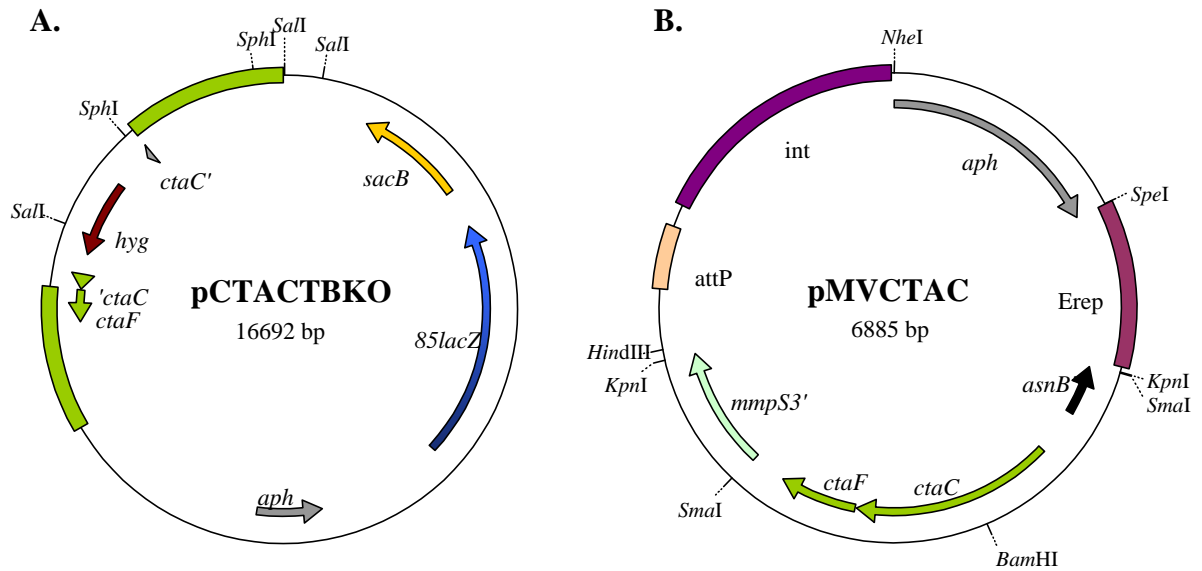 A.
SphI
SalI
SalI
SphI
ctaC'
sacB
SalI
hyg
'ctaC
ctaF
pCTACTBKO
16692 bp
85lacZ
aph
B.
NheI
int
aph
SpeI
attP
pMVCTAC
6885 bp
Erep
HindIII
KpnI
mmpS3'
asnB
KpnI
SmaI
ctaF
ctaC
SmaI
BamHI